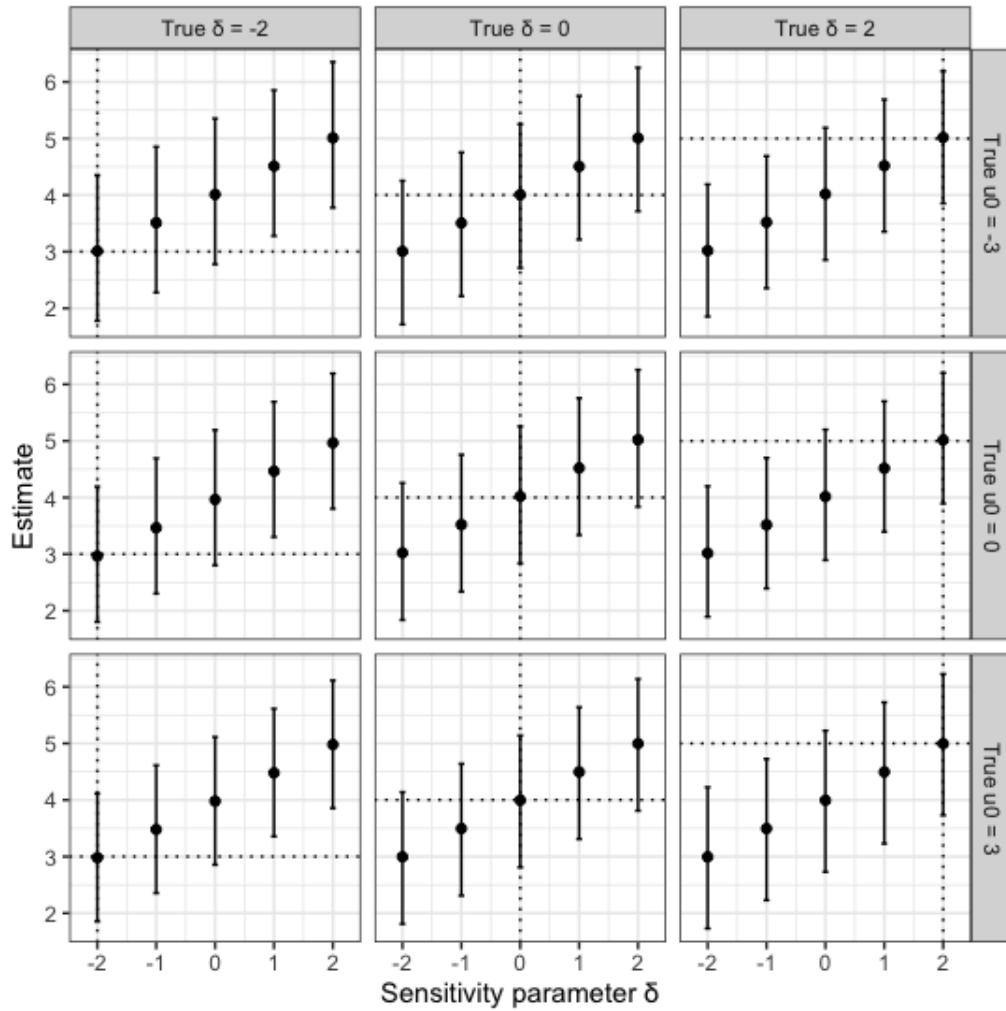 True δ = -2
True δ = 0
True δ = 2
6
5
4
3
2
True u0 = -3
Estimate
6
5
4
3
2
True u0 = 0
6
5
4
3
2
True u0 = 3
-2 -1 0 1 2
-2 -1 0 1 2
-2 -1 0 1 2
Sensitivity parameter δ